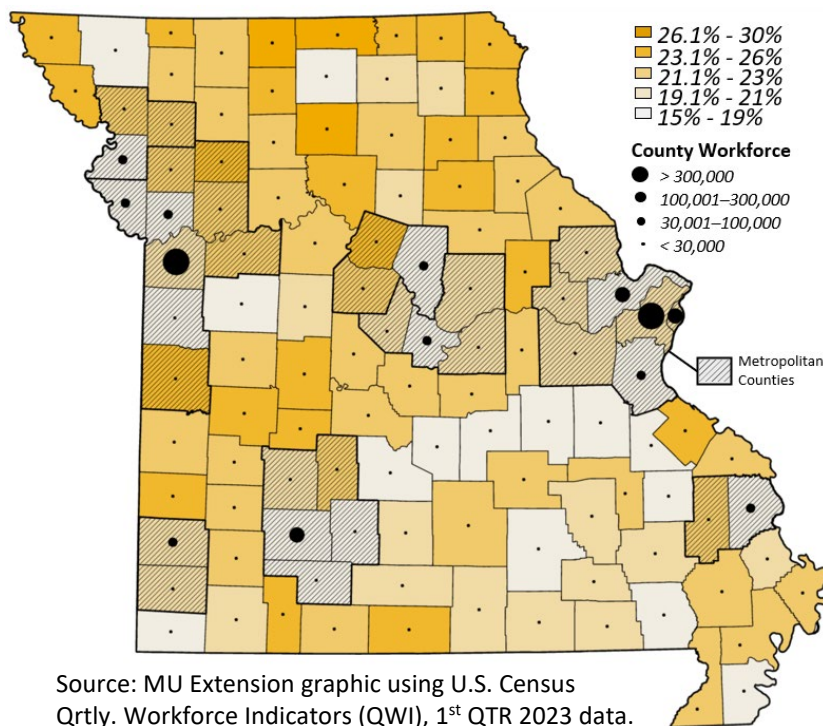 26.1% - 30%
23.1% - 26%
21.1% - 23%
19.1% - 21%
15% - 19%
County Workforce
> 300,000
100,001–300,000
30,001–100,000
< 30,000
Metropolitan
Counties
Source: MU Extension graphic using U.S. Census
Qrtly. Workforce Indicators (QWI), 1st QTR 2023 data.